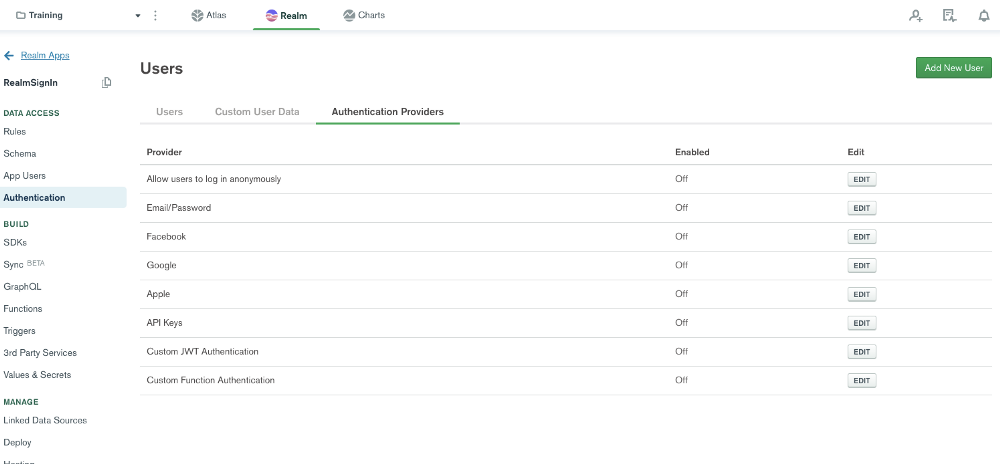 Training
Atlas
Realm
Charts
Realm Apps
RealmSignIn
DATA ACCESS
Rules
Schema
App Users
Authentication
BUILD
SDKs
Sync BETA
GraphQL
Functions
Triggers
3rd Party Services
Values & Secrets
MANAGE
Linked Data Sources
Deploy
Hosting
Users
Add New User
Users Custom User Data Authentication Providers
Provider Enabled Edit
Allow users to log in anonymously Off EDIT
Email/Password Off EDIT
Facebook Off EDIT
Google Off EDIT
Apple Off EDIT
API Keys Off EDIT
Custom JWT Authentication Off EDIT
Custom Function Authentication Off EDIT